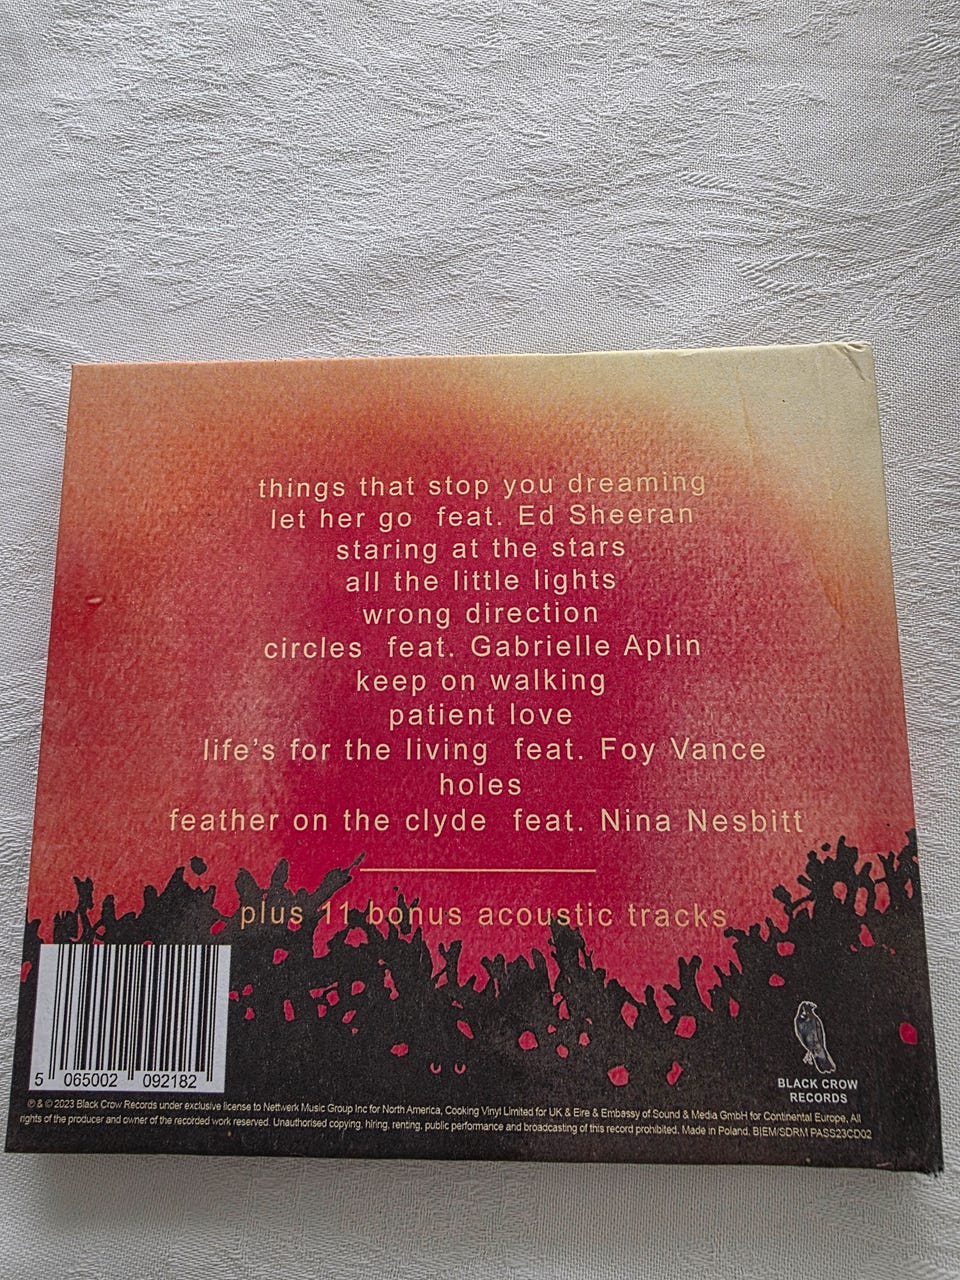 things that stop you dreaming
let her go feat. Ed Sheeran
staring at the stars
all the little lights
wrong direction
circles feat. Gabrielle Aplin
keep on walking
patient love
life's for the living feat. Foy Vance
holes
feather on the clyde feat. Nina Nesbitt
plus 11 bonus acoustic tracks
5 065002 092182
BLACK CROW
RECORDS
℗ & © 2023 Black Crow Records under exclusive license to Nettwerk Music Group Inc for North America, Cooking Vinyl Limited for UK & Eire & Embassy of Sound & Media GmbH for Continental Europe, All
rights of the producer and owner of the recorded work reserved. Unauthorised copying, hiring, renting, public performance and broadcasting of this record prohibited. Made in Poland. BIEM/SDRM PASS23CD02